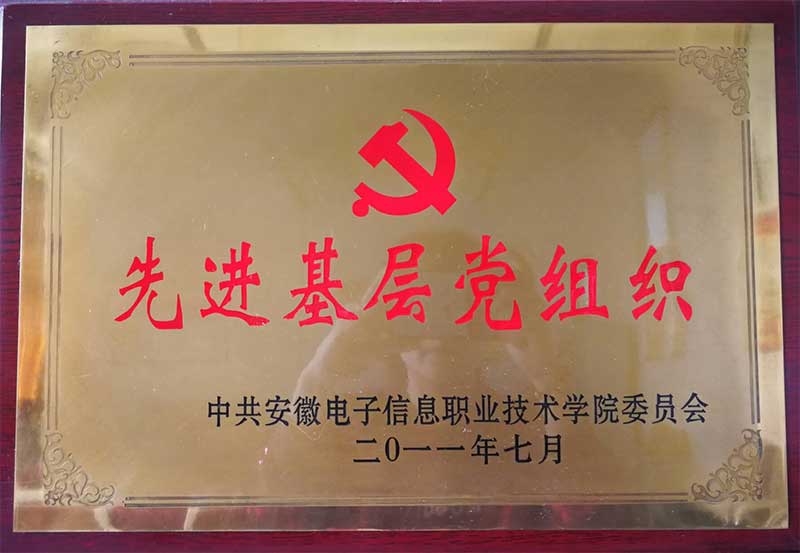 先进基层党组织
中共安徽电子信息职业技术学院委员会
二0一一年七月